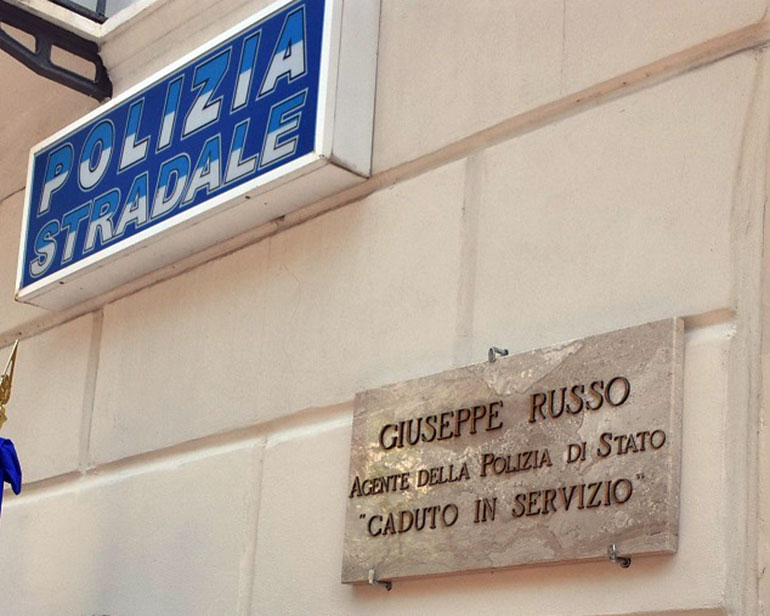 POLIZIA
STRADALE
GIUSEPPE RUSSO
AGENTE DELLA POLIZIA DI STATO
"CADUTO IN SERVIZIO"